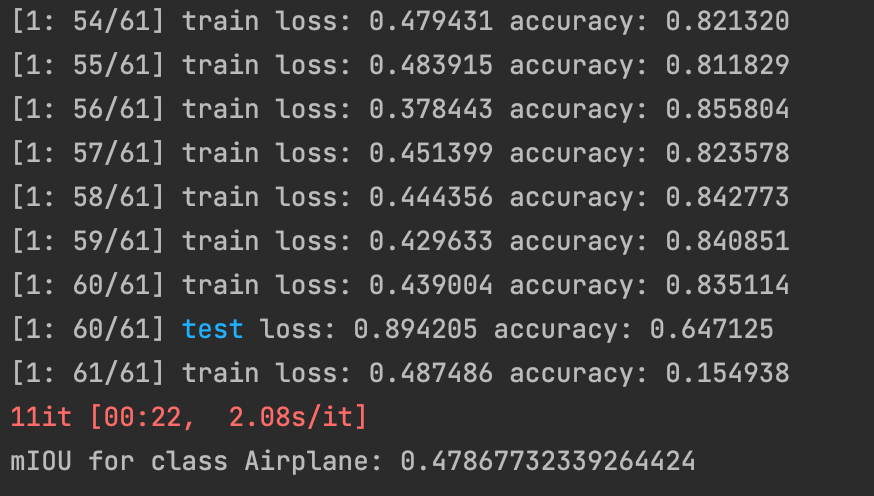 [1: 54/61] train loss: 0.479431 accuracy: 0.821320
[1: 55/61] train loss: 0.483915 accuracy: 0.811829
[1: 56/61] train loss: 0.378443 accuracy: 0.855804
[1: 57/61] train loss: 0.451399 accuracy: 0.823578
[1: 58/61] train loss: 0.444356 accuracy: 0.842773
[1: 59/61] train loss: 0.429633 accuracy: 0.840851
[1: 60/61] train loss: 0.439004 accuracy: 0.835114
[1: 60/61] test loss: 0.894205 accuracy: 0.647125
[1: 61/61] train loss: 0.487486 accuracy: 0.154938
11it [00:22,  2.08s/it]
mIOU for class Airplane: 0.478677323392644​24